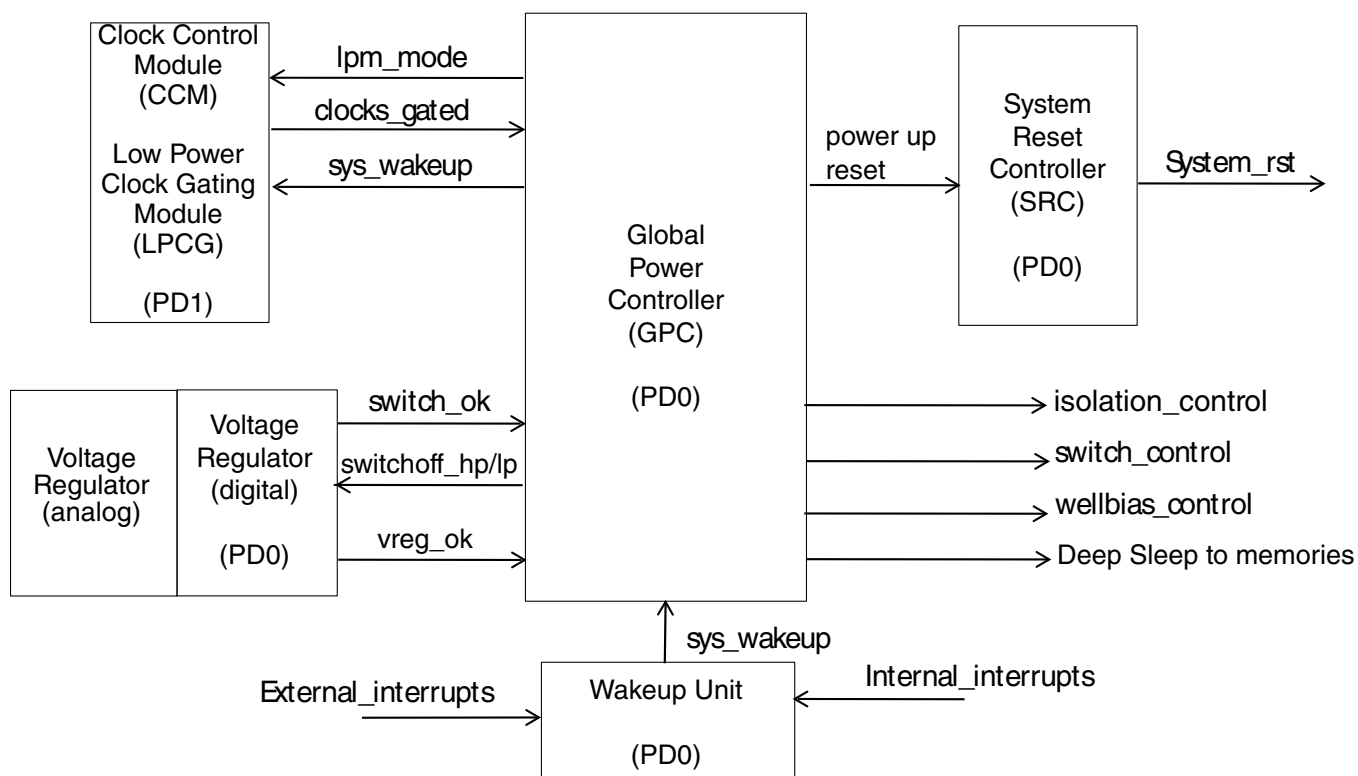 Clock Control
Module
(CCM)
Low Power
Clock Gating
Module
(LPCG)
(PD1)
lpm_mode
clocks_gated
sys_wakeup
Global
Power
Controller
(GPC)
(PD0)
power up
reset
System
Reset
Controller
(SRC)
(PD0)
System_rst
Voltage
Regulator
(analog)
Voltage
Regulator
(digital)
(PD0)
switch_ok
switchoff_hp/lp
vreg_ok
isolation_control
switch_control
wellbias_control
Deep Sleep to memories
sys_wakeup
External_interrupts
Wakeup Unit
(PD0)
Internal_interrupts